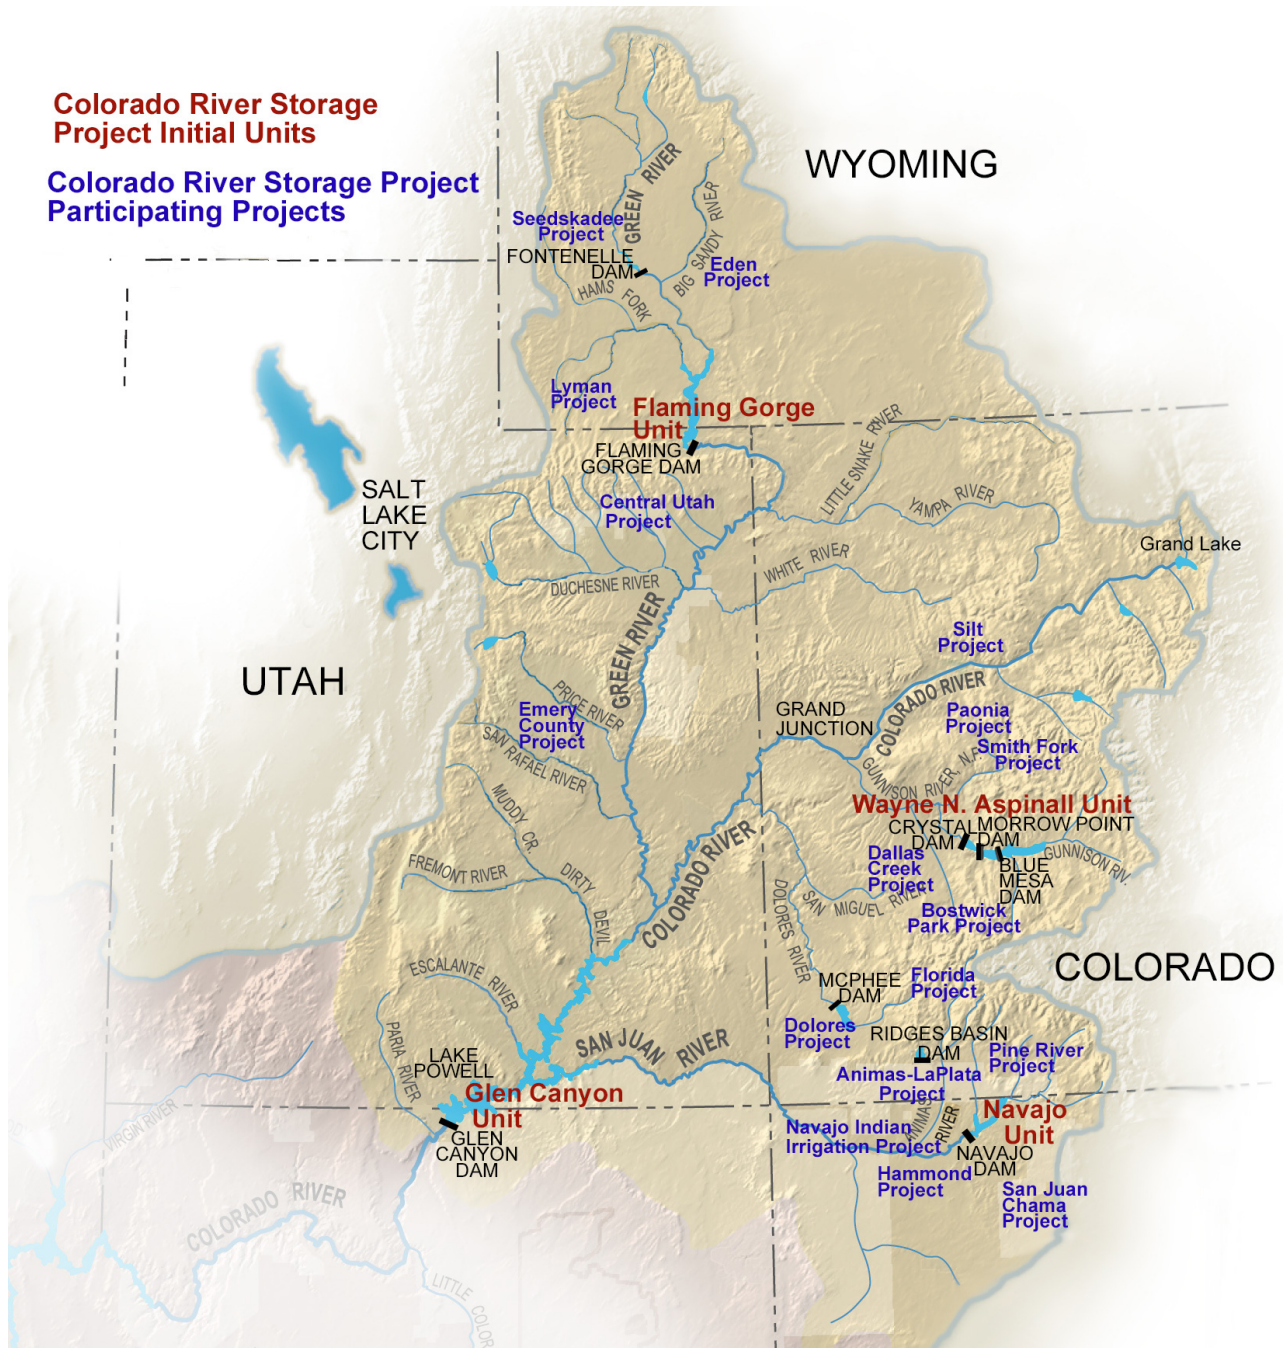 Colorado River Storage
Project Initial Units
Colorado River Storage Project
Participating Projects
WYOMING
GREEN RIVER
BIG SANDY RIVER
Seedskadee
Project
FONTENELLE
DAM
Eden
Project
HAMS FORK
Lyman
Project
Flaming Gorge
Unit
FLAMING
GORGE DAM
LITTLE SNAKE RIVER
SALT
LAKE
CITY
Central Utah
Project
YAMPA RIVER
Grand Lake
WHITE RIVER
DUCHESNE RIVER
GREEN RIVER
Silt
Project
UTAH
PRICE RIVER
Emery
County
Project
SAN RAFAEL RIVER
GRAND
JUNCTION
COLORADO RIVER
Paonia
Project
Smith Fork
Project
GUNNISON RIVER, N.F.
MUDDY CR.
Wayne N. Aspinall Unit
CRYSTAL
DAM
MORROW POINT
DAM
BLUE
MESA
DAM
GUNNISON RIV.
Dallas
Creek
Project
FREMONT RIVER
DIRTY
DEVIL
COLORADO RIVER
DOLORES RIVER
SAN MIGUEL RIVER
Bostwick
Park Project
COLORADO
ESCALANTE RIVER
MCPHEE
DAM
Florida
Project
PARIA RIVER
LAKE
POWELL
SAN JUAN RIVER
Dolores
Project
RIDGES BASIN
DAM
Pine River
Project
Animas-LaPlata
Project
Glen Canyon
Unit
VIRGIN RIVER
GLEN
CANYON
DAM
ANIMAS
RIVER
Navajo
Unit
Navajo Indian
Irrigation Project
NAVAJO
DAM
Hammond
Project
San Juan
Chama
Project
COLORADO RIVER
LITTLE COLOR